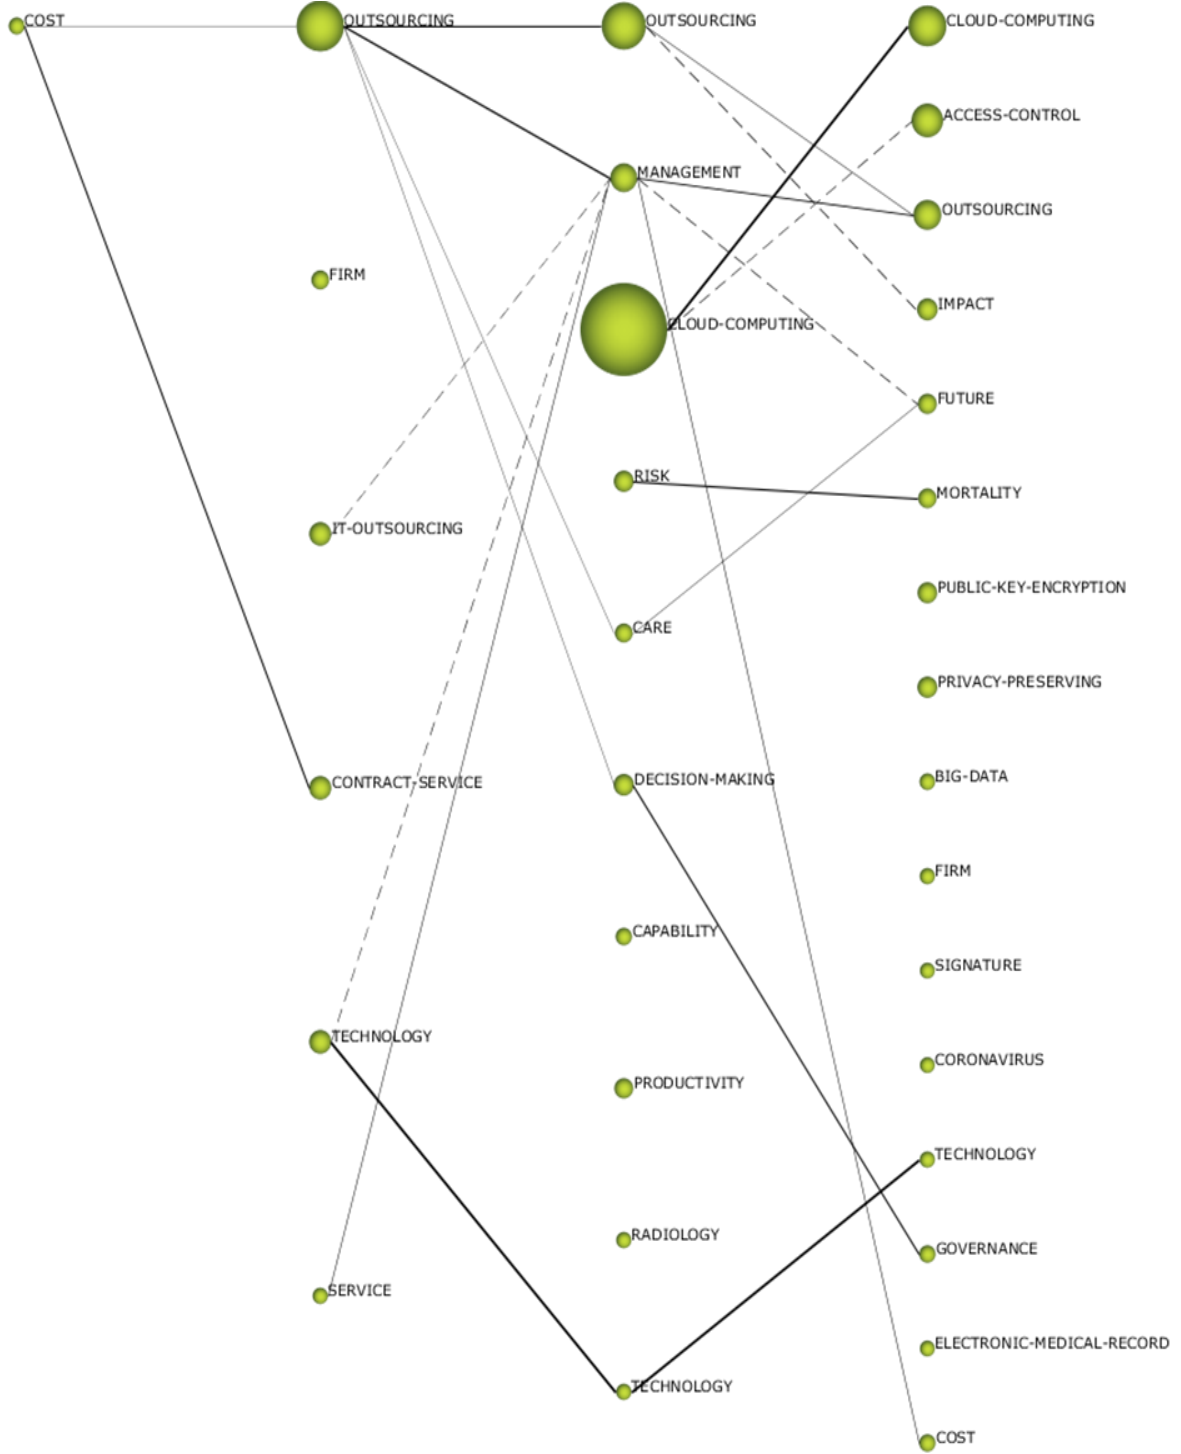 COST
OUTSOURCING
FIRM
IT-OUTSOURCING
CONTRACT-SERVICE
TECHNOLOGY
SERVICE
OUTSOURCING
MANAGEMENT
CLOUD-COMPUTING
RISK
CARE
DECISION-MAKING
CAPABILITY
PRODUCTIVITY
RADIOLOGY
TECHNOLOGY
CLOUD-COMPUTING
ACCESS-CONTROL
OUTSOURCING
IMPACT
FUTURE
MORTALITY
PUBLIC-KEY-ENCRYPTION
PRIVACY-PRESERVING
BIG-DATA
FIRM
SIGNATURE
CORONAVIRUS
TECHNOLOGY
GOVERNANCE
ELECTRONIC-MEDICAL-RECORD
COST